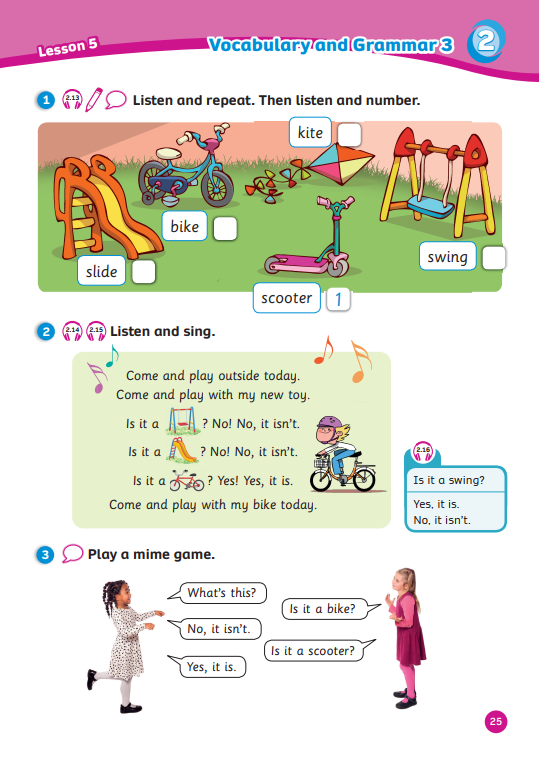 Lesson 5
Vocabulary and Grammar 3
2
1 2.13 Listen and repeat. Then listen and number.
kite
bike
swing
slide
scooter 1
2 2.14 2.15 Listen and sing.
Come and play outside today.
Come and play with my new toy.
Is it a ? No! No, it isn't.
Is it a ? No! No, it isn't.
Is it a ? Yes! Yes, it is.
Come and play with my bike today.
2.16
Is it a swing?
Yes, it is.
No, it isn't.
3 Play a mime game.
What's this?
Is it a bike?
No, it isn't.
Is it a scooter?
Yes, it is.
25